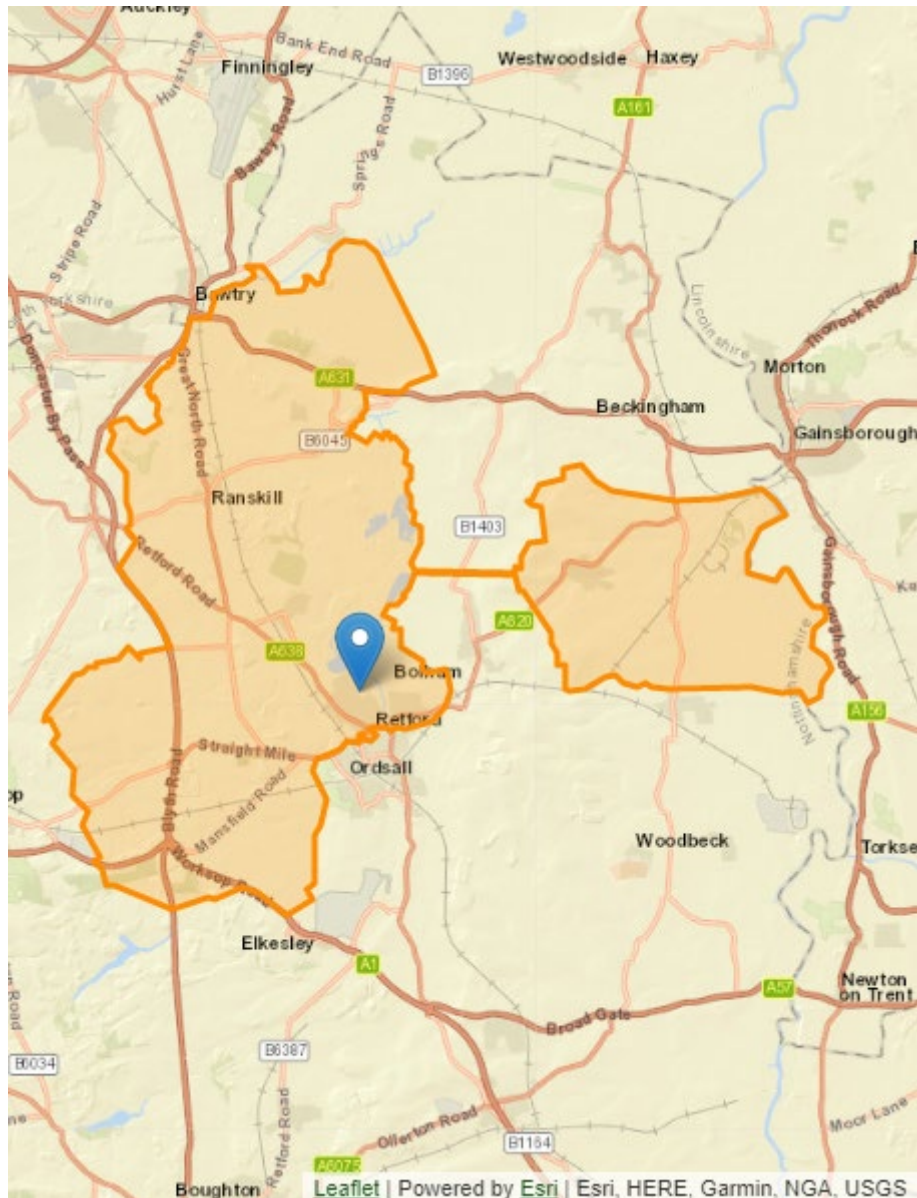 Auckley
Bank End Road
Westwoodside
Haxey
Finningley
B1396
Hurst Lane
A161
Bawtry Road
Springs Road
Stripe Road
Lincolnshire
Bawtry
Thonock Road
Great North Road
Doncaster By Pass
A631
Morton
Beckingham
B6045
Gainsborough
Ranskill
B1403
Retford Road
A620
Gainsborough Road
A638
Bolham
Nottinghamshire
Retford
A156
Straight Mile
Ordsall
Blyth Road
Mansfield Road
Woodbeck
Torkse
Worksop Road
Elkesley
A1
A57
Newton
on Trent
Broad Gate
B6387
B6034
Road
Retford Road
Ollerton Road
B1164
Moor Lane
A6075
Boughton
Leaflet | Powered by Esri | Esri, HERE, Garmin, NGA, USGS